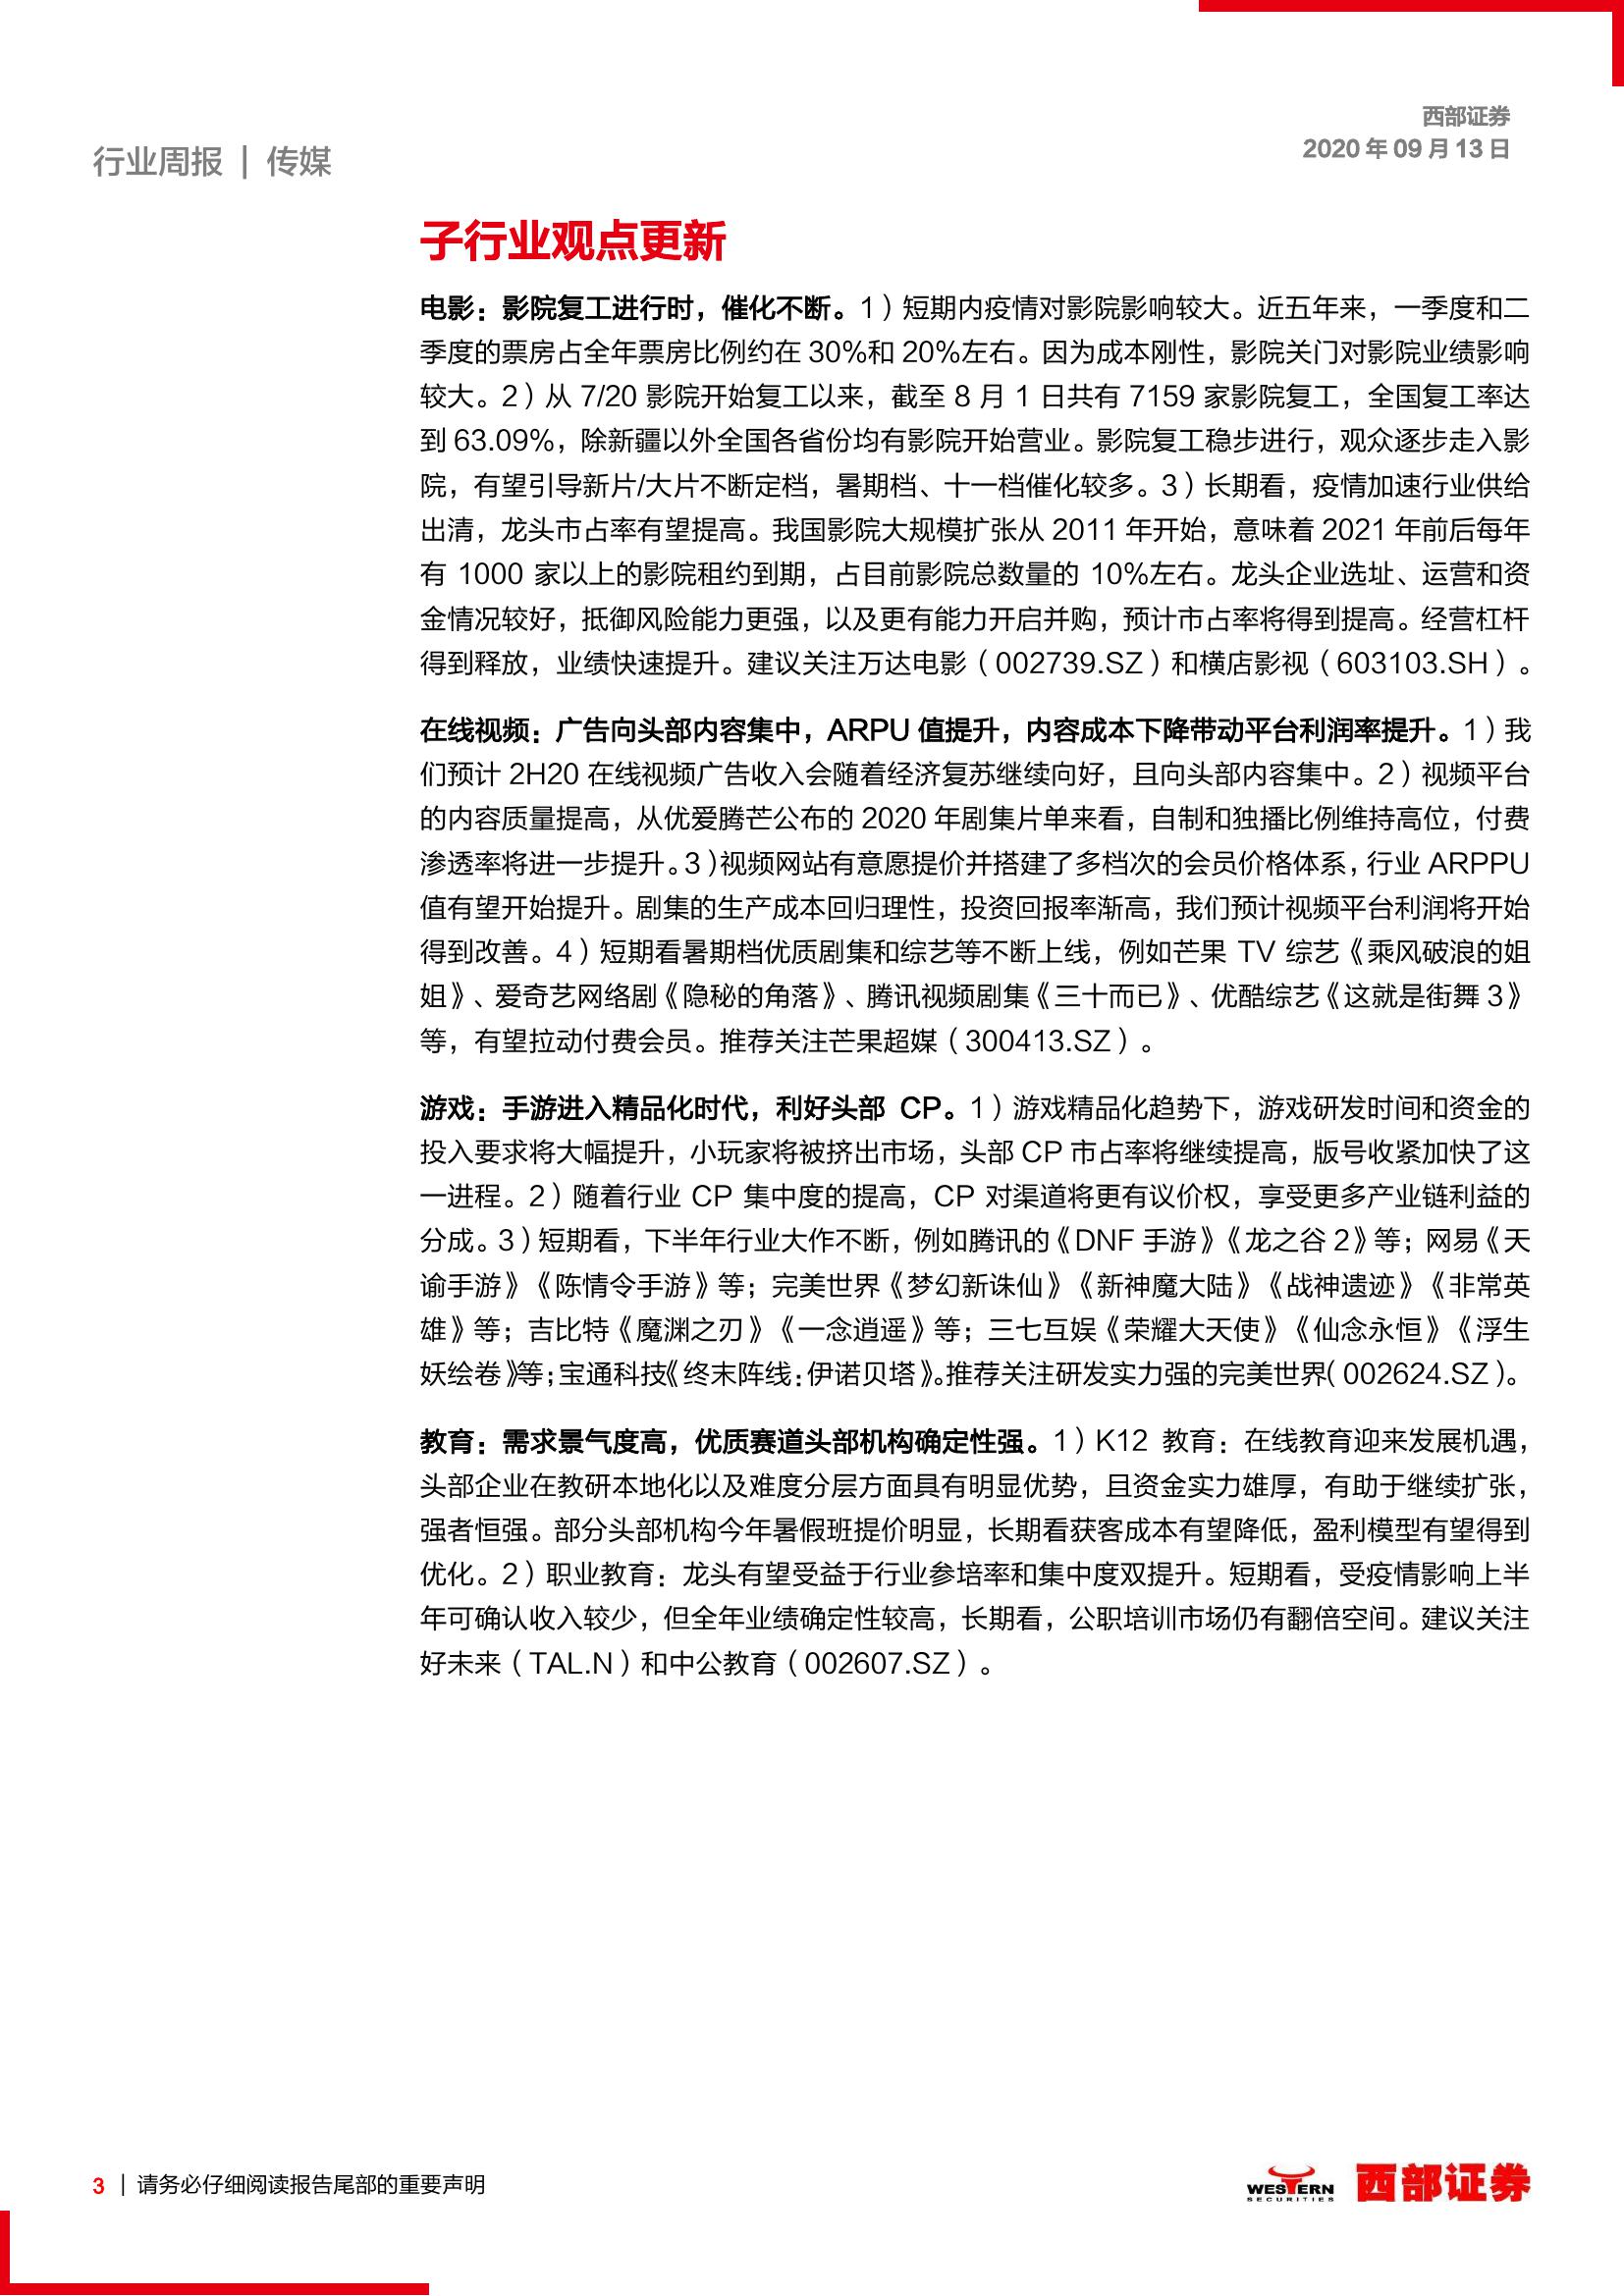 西部证券
2020 年 09 月 13 日
行业周报 | 传媒
子行业观点更新
电影：影院复工进行时，催化不断。1）短期内疫情对影院影响较大。近五年来，一季度和二
季度的票房占全年票房比例约在 30%和 20%左右。因为成本刚性，影院关门对影院业绩影响
较大。2）从 7/20 影院开始复工以来，截至 8 月 1 日共有 7159 家影院复工，全国复工率达
到 63.09%，除新疆以外全国各省份均有影院开始营业。影院复工稳步进行，观众逐步走入影
院，有望引导新片/大片不断定档，暑期档、十一档催化较多。3）长期看，疫情加速行业供给
出清，龙头市占率有望提高。我国影院大规模扩张从 2011 年开始，意味着 2021 年前后每年
有 1000 家以上的影院租约到期，占目前影院总数量的 10%左右。龙头企业选址、运营和资
金情况较好，抵御风险能力更强，以及更有能力开启并购，预计市占率将得到提高。经营杠杆
得到释放，业绩快速提升。建议关注万达电影（002739.SZ）和横店影视（603103.SH）。
在线视频：广告向头部内容集中，ARPU 值提升，内容成本下降带动平台利润率提升。1）我
们预计 2H20 在线视频广告收入会随着经济复苏继续向好，且向头部内容集中。2）视频平台
的内容质量提高，从优爱腾芒公布的 2020 年剧集片单来看，自制和独播比例维持高位，付费
渗透率将进一步提升。3）视频网站有意愿提价并搭建了多档次的会员价格体系，行业 ARPPU
值有望开始提升。剧集的生产成本回归理性，投资回报率渐高，我们预计视频平台利润将开始
得到改善。4）短期看暑期档优质剧集和综艺等不断上线，例如芒果 TV 综艺《乘风破浪的姐
姐》、爱奇艺网络剧《隐秘的角落》、腾讯视频剧集《三十而已》、优酷综艺《这就是街舞 3》
等，有望拉动付费会员。推荐关注芒果超媒（300413.SZ）。
游戏：手游进入精品化时代，利好头部 CP。1）游戏精品化趋势下，游戏研发时间和资金的
投入要求将大幅提升，小玩家将被挤出市场，头部 CP 市占率将继续提高，版号收紧加快了这
一进程。2）随着行业 CP 集中度的提高，CP 对渠道将更有议价权，享受更多产业链利益的
分成。3）短期看，下半年行业大作不断，例如腾讯的《DNF 手游》《龙之谷 2》等；网易《天
谕手游》《陈情令手游》等；完美世界《梦幻新诛仙》《新神魔大陆》《战神遗迹》《非常英
雄》等；吉比特《魔渊之刃》《一念逍遥》等；三七互娱《荣耀大天使》《仙念永恒》《浮生
妖绘卷》等；宝通科技《终末阵线：伊诺贝塔》。推荐关注研发实力强的完美世界（002624.SZ）。
教育：需求景气度高，优质赛道头部机构确定性强。1）K12 教育：在线教育迎来发展机遇，
头部企业在教研本地化以及难度分层方面具有明显优势，且资金实力雄厚，有助于继续扩张，
强者恒强。部分头部机构今年暑假班提价明显，长期看获客成本有望降低，盈利模型有望得到
优化。2）职业教育：龙头有望受益于行业参培率和集中度双提升。短期看，受疫情影响上半
年可确认收入较少，但全年业绩确定性较高，长期看，公职培训市场仍有翻倍空间。建议关注
好未来（TAL.N）和中公教育（002607.SZ）。
3 | 请务必仔细阅读报告尾部的重要声明
WESTERN
SECURITIES
西部证券